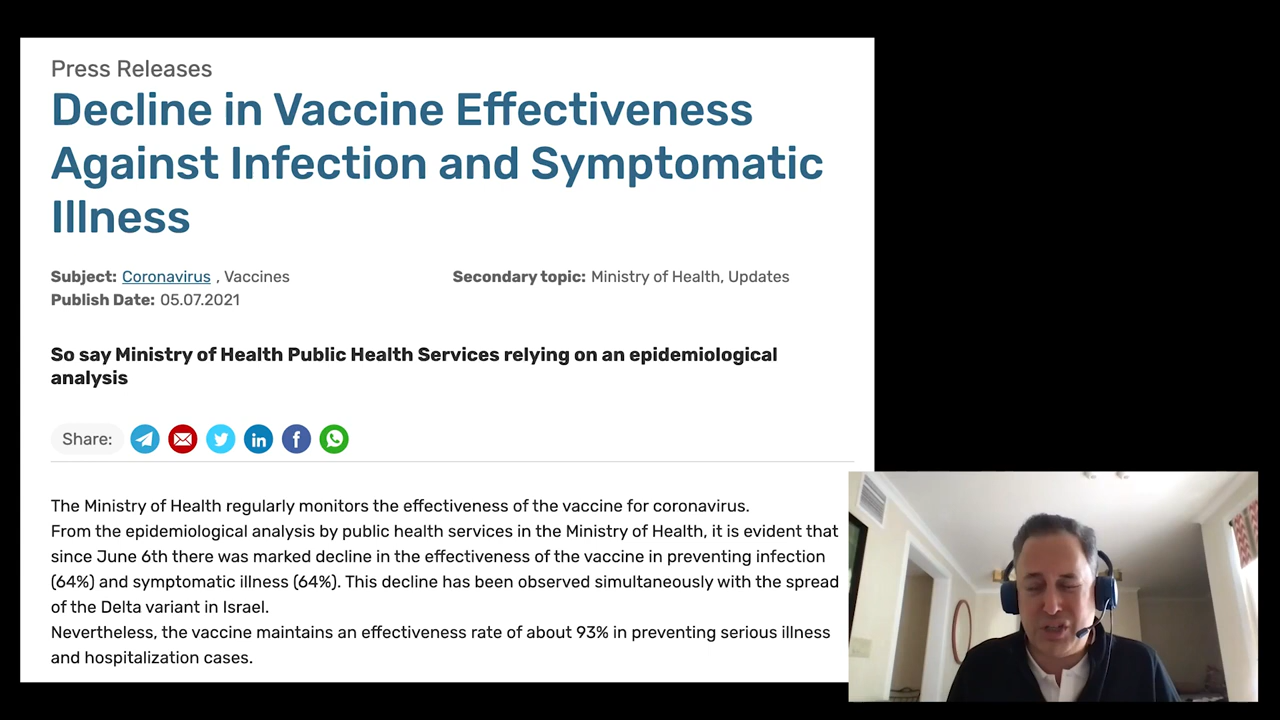 Press Releases
Decline in Vaccine Effectiveness
Against Infection and Symptomatic
Illness
Subject: Coronavirus , Vaccines
Secondary topic: Ministry of Health, Updates
Publish Date: 05.07.2021
So say Ministry of Health Public Health Services relying on an epidemiological
analysis
Share:
The Ministry of Health regularly monitors the effectiveness of the vaccine for coronavirus.
From the epidemiological analysis by public health services in the Ministry of Health, it is evident that
since June 6th there was marked decline in the effectiveness of the vaccine in preventing infection
(64%) and symptomatic illness (64%). This decline has been observed simultaneously with the spread
of the Delta variant in Israel.
Nevertheless, the vaccine maintains an effectiveness rate of about 93% in preventing serious illness
and hospitalization cases.